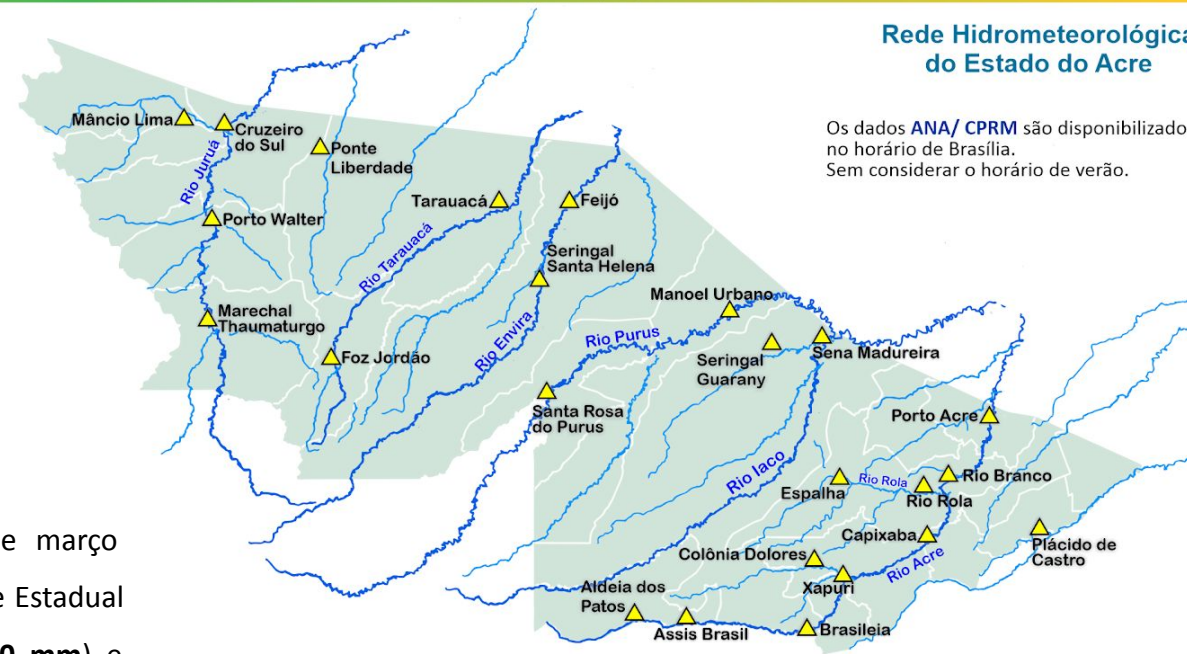 Rede Hidrometeorológica
do Estado do Acre
Os dados ANA/ CPRM são disponibilizado
no horário de Brasília.
Sem considerar o horário de verão.
Mâncio Lima
Cruzeiro
do Sul
Ponte
Liberdade
Rio Juruá
Tarauacá
Feijó
Porto Walter
Rio Tarauacá
Seringal
Santa Helena
Manoel Urbano
Marechal
Thaumaturgo
Rio Envira
Rio Purus
Foz Jordão
Seringal
Guarany
Sena Madureira
Santa Rosa
do Purus
Porto Acre
Rio Iaco
Espalha
Rio Rola
Rio Branco
Rio Rola
Capixaba
Plácido de
Castro
Colônia Dolores
Rio Acre
Xapuri
Aldeia dos
Patos
Assis Brasil
Brasileia
e março
e Estadual
0 mm) e